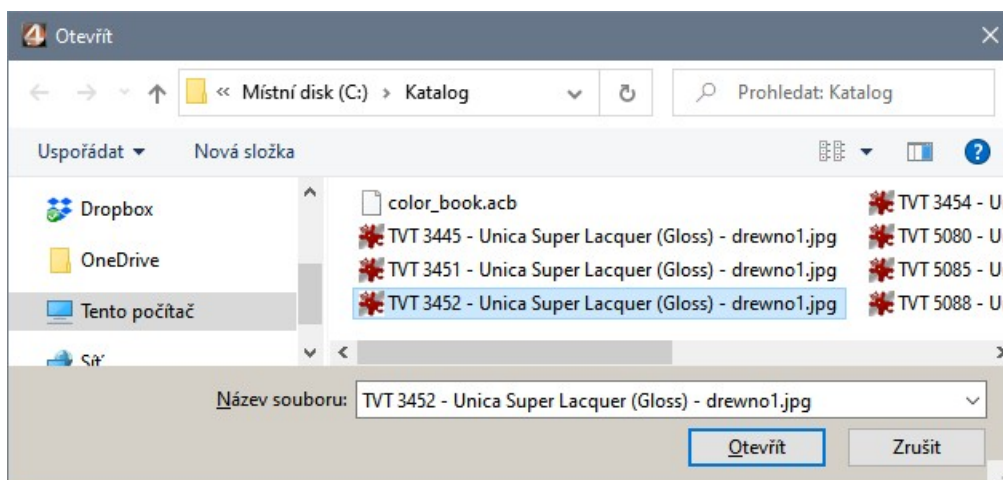 Otevřít
« Místní disk (C:) › Katalog
Prohledat: Katalog
Uspořádat
Nová složka
Dropbox
OneDrive
Tento počítač
Síť
color_book.acb
TVT 3445 - Unica Super Lacquer (Gloss) - drewno1.jpg
TVT 3451 - Unica Super Lacquer (Gloss) - drewno1.jpg
TVT 3452 - Unica Super Lacquer (Gloss) - drewno1.jpg
TVT 3454 - U
TVT 5080 - U
TVT 5085 - U
TVT 5088 - U
Název souboru: TVT 3452 - Unica Super Lacquer (Gloss) - drewno1.jpg
Otevřít
Zrušit